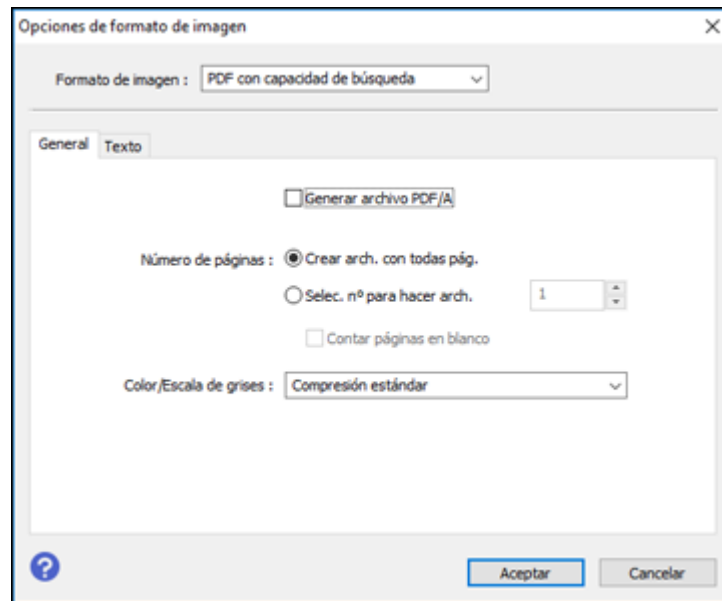 Opciones de formato de imagen
Formato de imagen : PDF con capacidad de búsqueda
General Texto
Generar archivo PDF/A
Número de páginas : Crear arch. con todas pág.
Selec. nº para hacer arch. 1
Contar páginas en blanco
Color/Escala de grises : Compresión estándar
Aceptar Cancelar